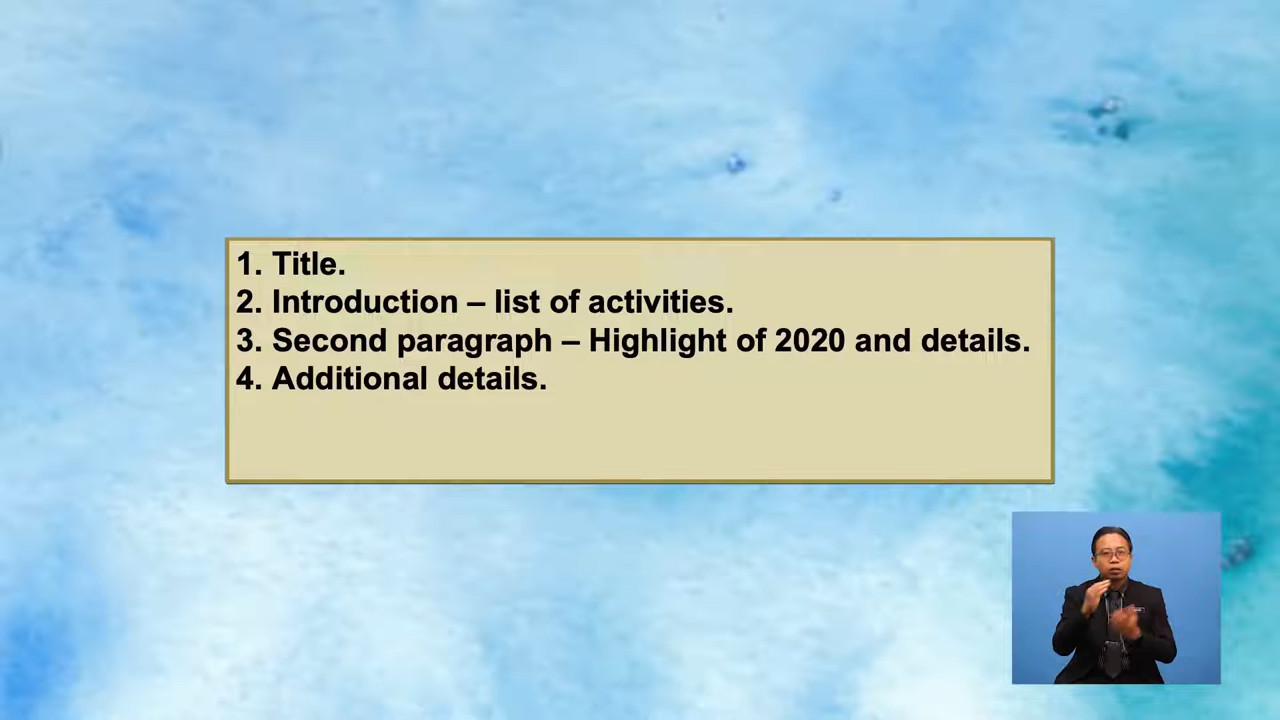 1. Title.
2. Introduction – list of activities.
3. Second paragraph – Highlight of 2020 and details.
4. Additional details.